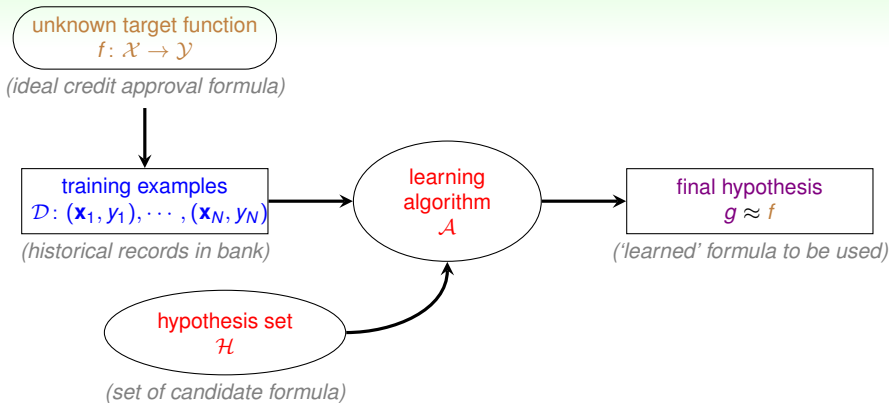 unknown target function
f: 𝒳 → 𝒴
(ideal credit approval formula)
training examples
𝒟: (𝐱₁, y₁), ⋯ , (𝐱_N, y_N)
(historical records in bank)
learning
algorithm
𝒜
final hypothesis
g ≈ f
('learned' formula to be used)
hypothesis set
ℋ
(set of candidate formula)